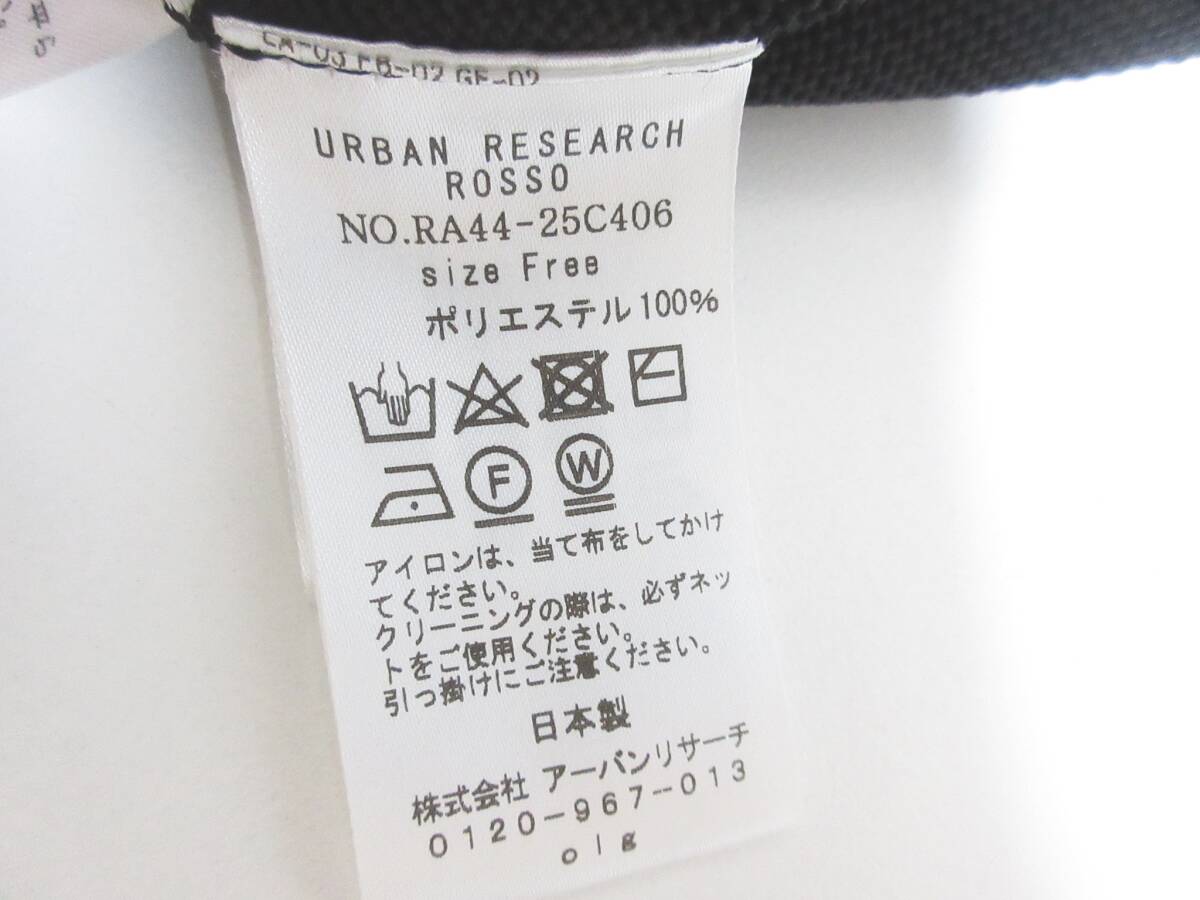 URBAN RESEARCH
ROSSO
NO.RA44-25C406
size Free
ポリエステル100%
F W
アイロンは、当て布をしてかけ
てください。
クリーニングの際は、必ずネッ
トをご使用ください。
引っ掛けにご注意ください。
日本製
株式会社 アーバンリサーチ
0120-967-013
olg